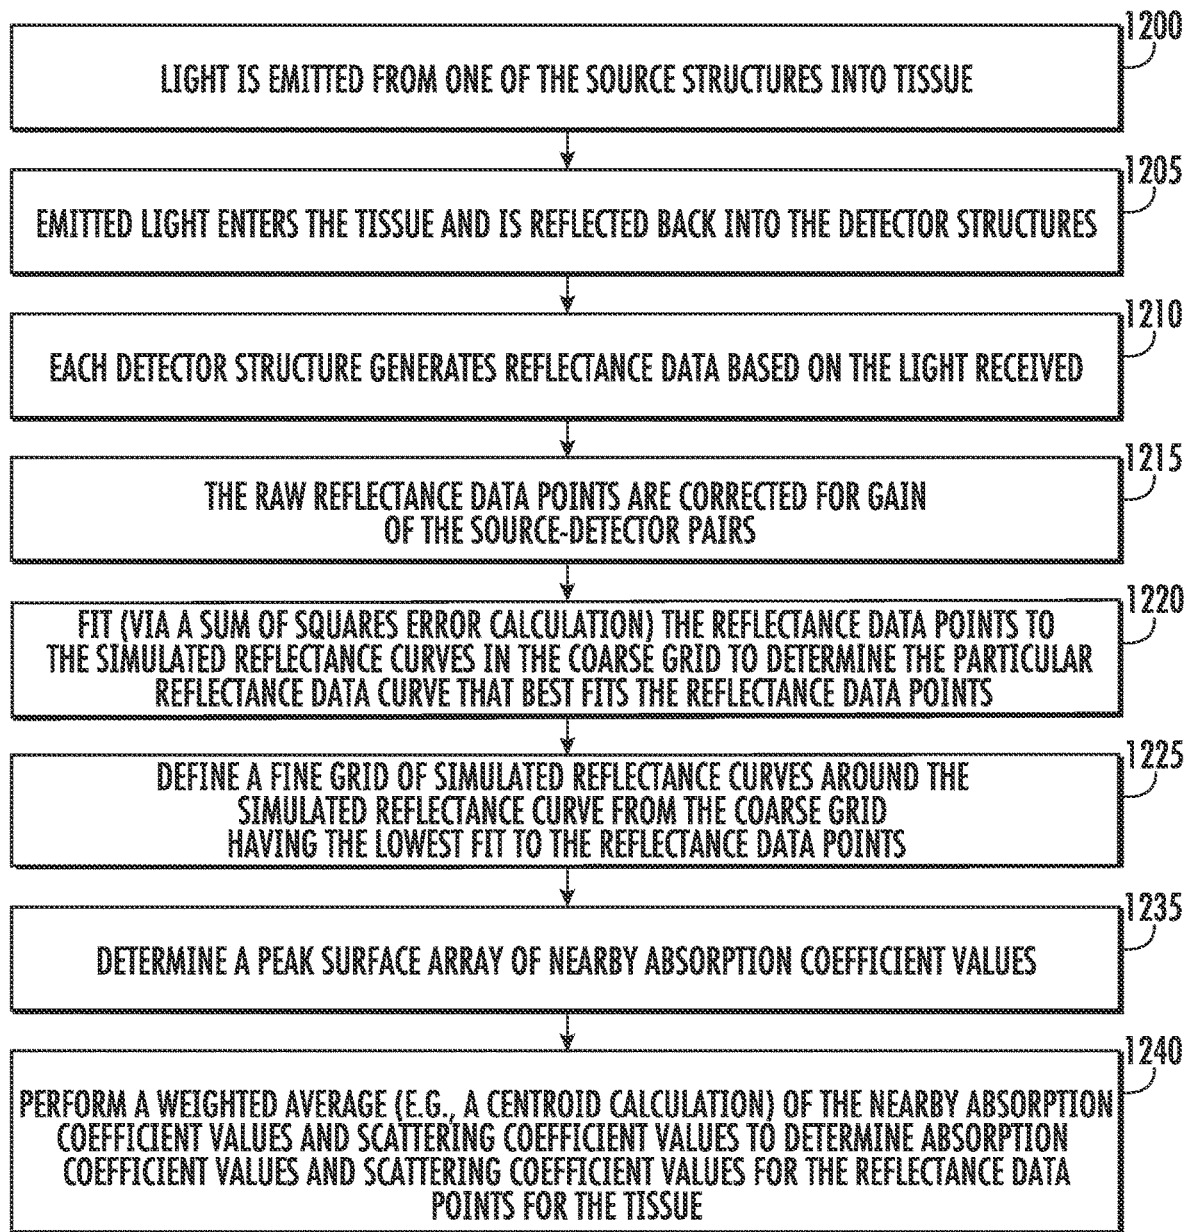 1200
LIGHT IS EMITTED FROM ONE OF THE SOURCE STRUCTURES INTO TISSUE
1205
EMITTED LIGHT ENTERS THE TISSUE AND IS REFLECTED BACK INTO THE DETECTOR STRUCTURES
1210
EACH DETECTOR STRUCTURE GENERATES REFLECTANCE DATA BASED ON THE LIGHT RECEIVED
1215
THE RAW REFLECTANCE DATA POINTS ARE CORRECTED FOR GAIN
OF THE SOURCE-DETECTOR PAIRS
1220
FIT (VIA A SUM OF SQUARES ERROR CALCULATION) THE REFLECTANCE DATA POINTS TO
THE SIMULATED REFLECTANCE CURVES IN THE COARSE GRID TO DETERMINE THE PARTICULAR
REFLECTANCE DATA CURVE THAT BEST FITS THE REFLECTANCE DATA POINTS
1225
DEFINE A FINE GRID OF SIMULATED REFLECTANCE CURVES AROUND THE
SIMULATED REFLECTANCE CURVE FROM THE COARSE GRID
HAVING THE LOWEST FIT TO THE REFLECTANCE DATA POINTS
1235
DETERMINE A PEAK SURFACE ARRAY OF NEARBY ABSORPTION COEFFICIENT VALUES
1240
PERFORM A WEIGHTED AVERAGE (E.G., A CENTROID CALCULATION) OF THE NEARBY ABSORPTION
COEFFICIENT VALUES AND SCATTERING COEFFICIENT VALUES TO DETERMINE ABSORPTION
COEFFICIENT VALUES AND SCATTERING COEFFICIENT VALUES FOR THE REFLECTANCE DATA
POINTS FOR THE TISSUE